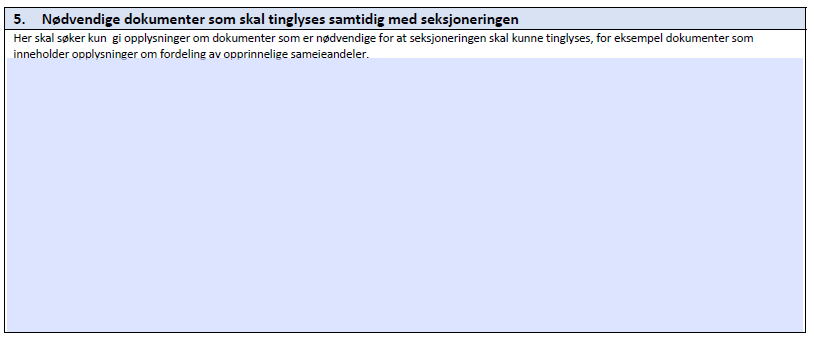 5. Nødvendige dokumenter som skal tinglyses samtidig med seksjoneringen
Her skal søker kun  gi opplysninger om dokumenter som er nødvendige for at seksjoneringen skal kunne tinglyses, for eksempel dokumenter som
inneholder opplysninger om fordeling av opprinnelige sameieandeler.